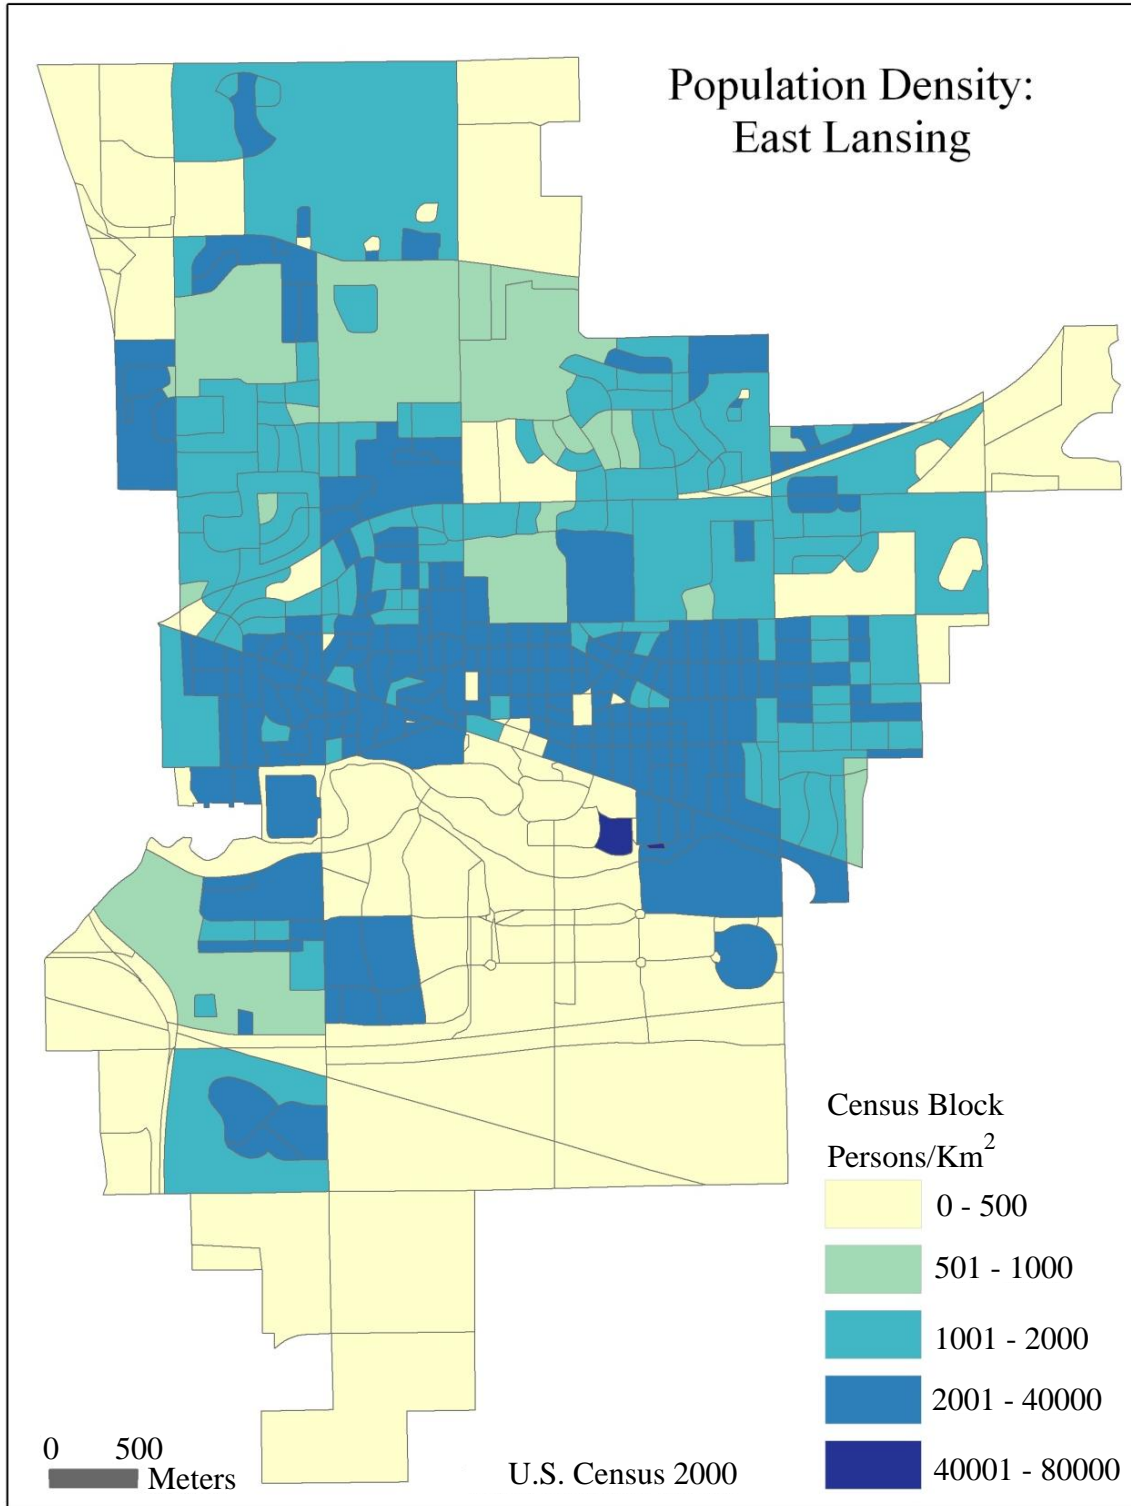 Population Density:
East Lansing
Census Block
Persons/Km2
0 - 500
501 - 1000
1001 - 2000
2001 - 40000
40001 - 80000
0 500
Meters
U.S. Census 2000